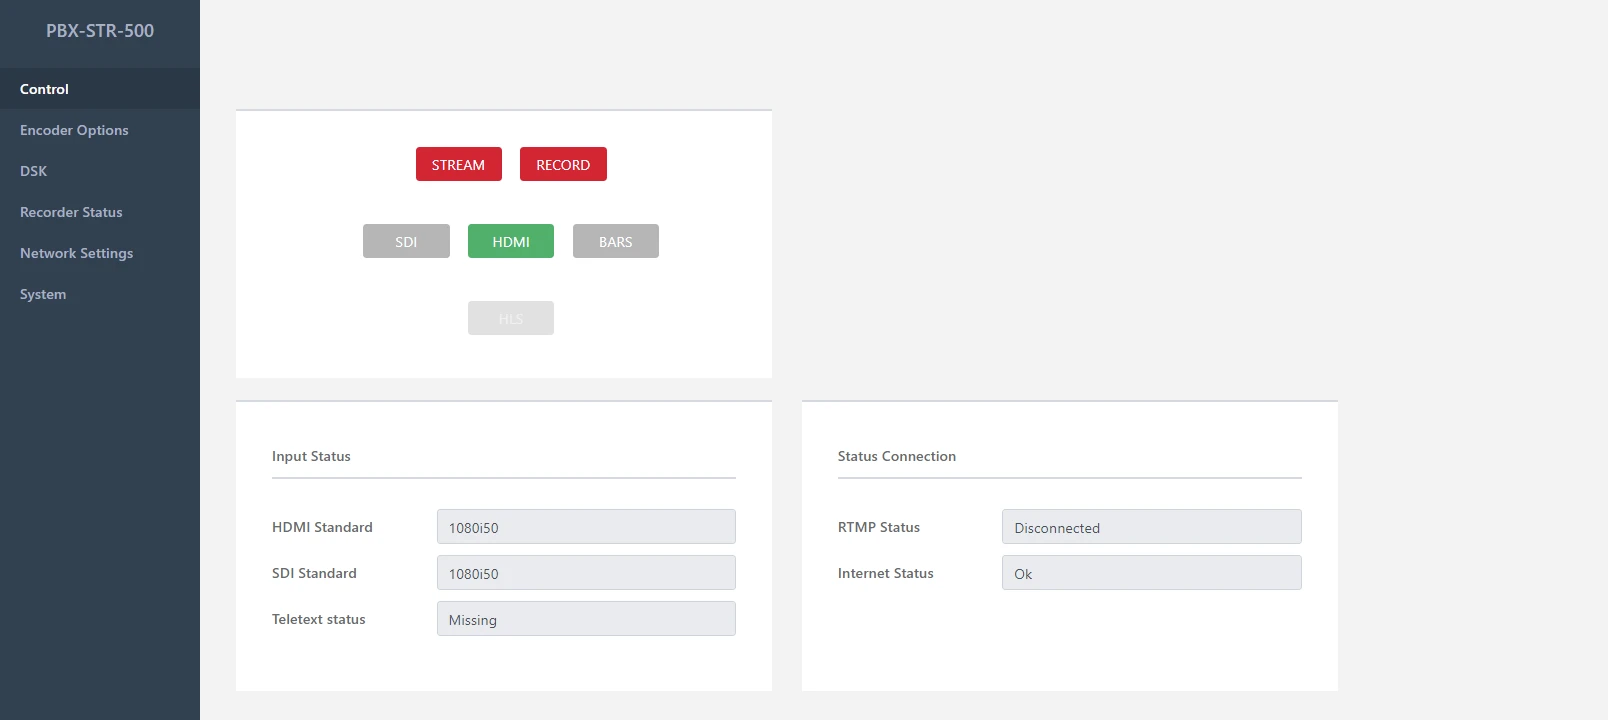 PBX-STR-500
Control
Encoder Options
DSK
Recorder Status
Network Settings
System
STREAM RECORD
SDI HDMI BARS
HLS
Input Status
HDMI Standard 1080i50
SDI Standard 1080i50
Teletext status Missing
Status Connection
RTMP Status Disconnected
Internet Status Ok